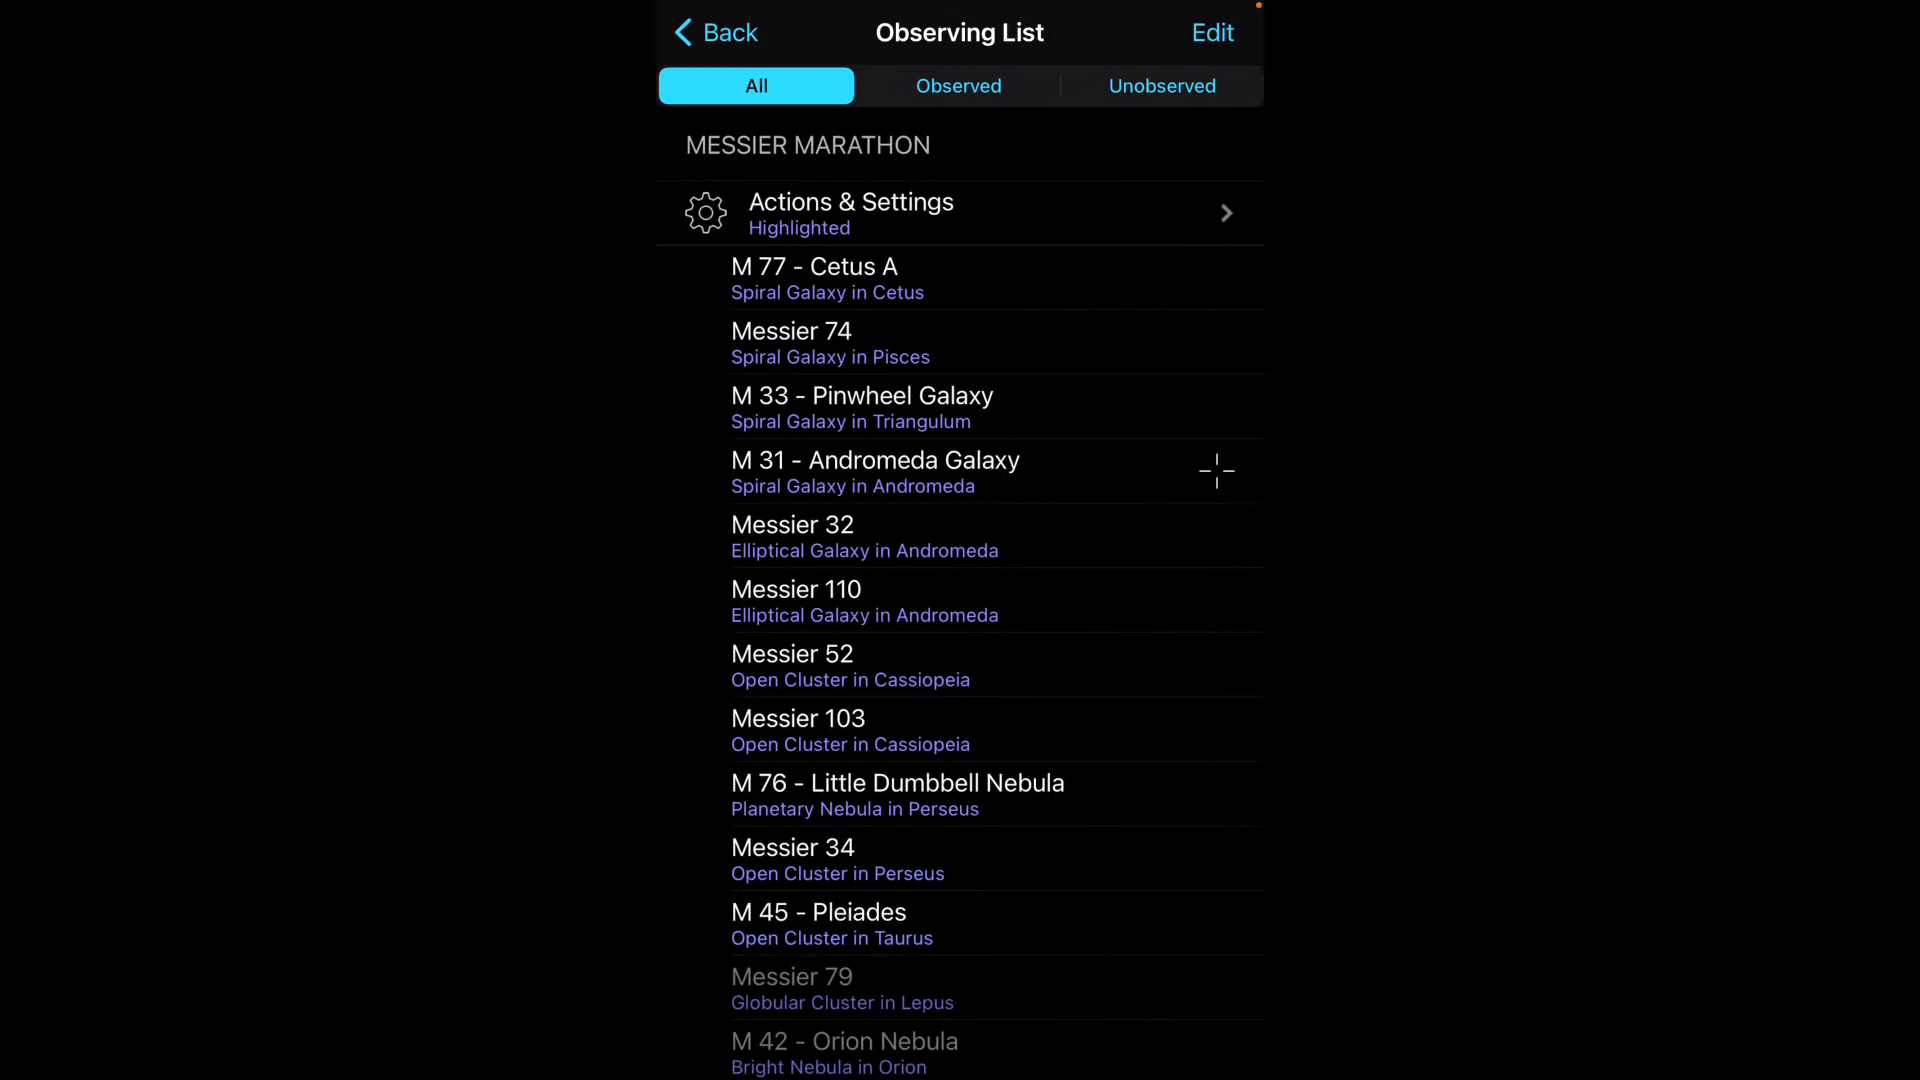 Back
Observing List
Edit
All
Observed
Unobserved
MESSIER MARATHON
Actions & Settings
Highlighted
M 77 - Cetus A
Spiral Galaxy in Cetus
Messier 74
Spiral Galaxy in Pisces
M 33 - Pinwheel Galaxy
Spiral Galaxy in Triangulum
M 31 - Andromeda Galaxy
Spiral Galaxy in Andromeda
Messier 32
Elliptical Galaxy in Andromeda
Messier 110
Elliptical Galaxy in Andromeda
Messier 52
Open Cluster in Cassiopeia
Messier 103
Open Cluster in Cassiopeia
M 76 - Little Dumbbell Nebula
Planetary Nebula in Perseus
Messier 34
Open Cluster in Perseus
M 45 - Pleiades
Open Cluster in Taurus
Messier 79
Globular Cluster in Lepus
M 42 - Orion Nebula
Bright Nebula in Orion